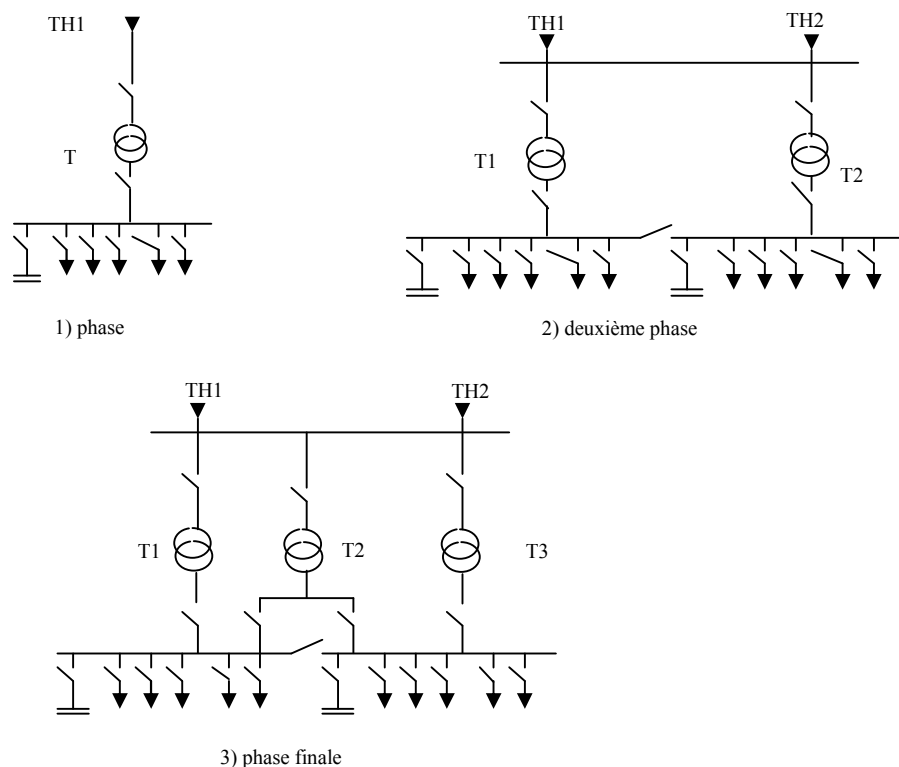 TH1
T
1) phase
TH1 TH2
T1
T2
2) deuxième phase
TH1 TH2
T1 T2 T3
3) phase finale